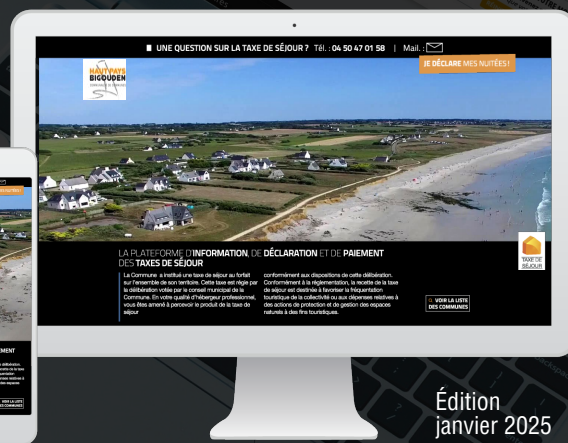 UNE QUESTION SUR LA TAXE DE SÉJOUR ? Tél. : 04 50 47 01 58 | Mail. :
JE DÉCLARE MES NUITÉES !
HAUT PAYS
BIGOUDEN
COMMUNAUTÉ DE COMMUNES
LA PLATEFORME D'INFORMATION, DE DÉCLARATION ET DE PAIEMENT
DES TAXES DE SÉJOUR
La Commune a institué une taxe de séjour au forfait
sur l'ensemble de son territoire. Cette taxe est régie par
la délibération votée par le conseil municipal de la
Commune. En votre qualité d'hébergeur professionnel,
vous êtes amené à percevoir le produit de la taxe de
séjour
conformément aux dispositions de cette délibération.
Conformément à la réglementation, la recette de la taxe
de séjour est destinée à favoriser la fréquentation
touristique de la collectivité ou aux dépenses relatives à
des actions de protection et de gestion des espaces
naturels à des fins touristiques.
TAXE DE
SÉJOUR
VOIR LA LISTE
DES COMMUNES
Édition
janvier 2025